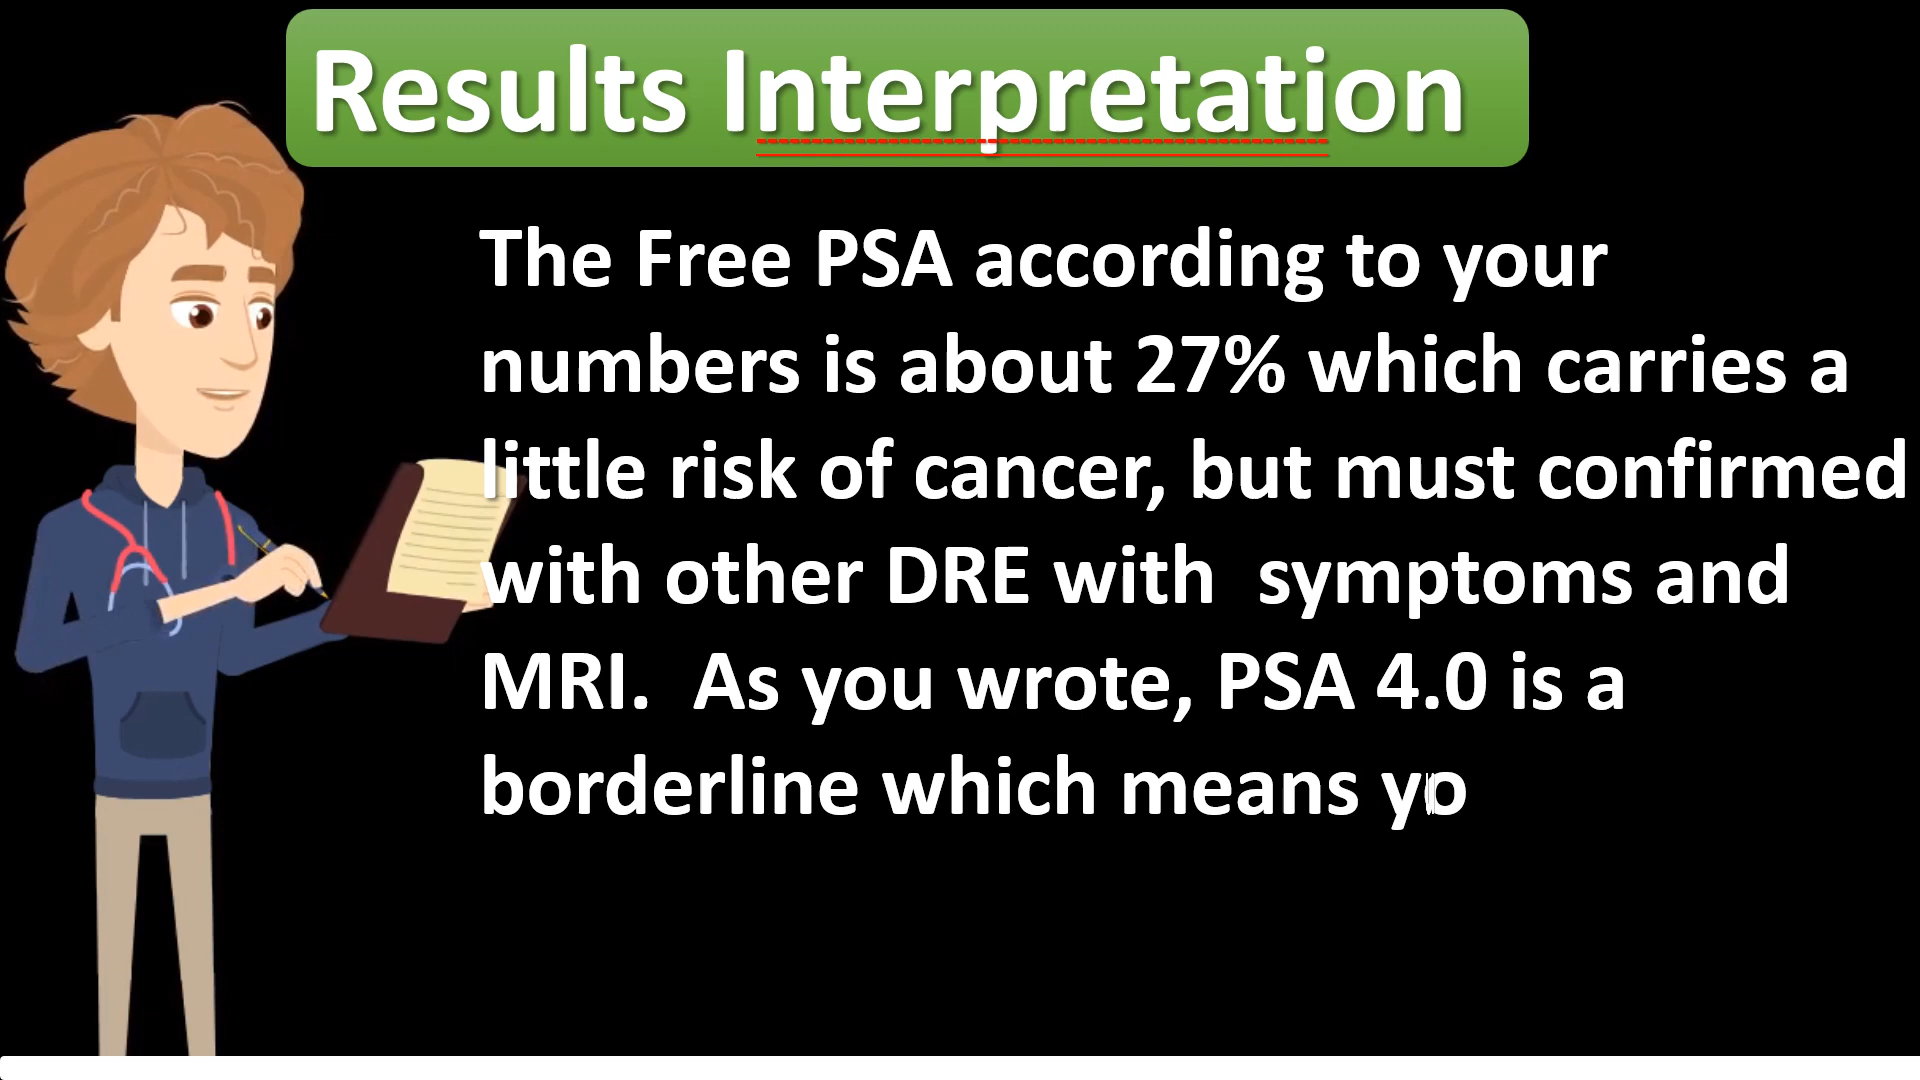 Results Interpretation
The Free PSA according to your
numbers is about 27% which carries a
little risk of cancer, but must confirmed
with other DRE with  symptoms and
MRI.  As you wrote, PSA 4.0 is a
borderline which means yo